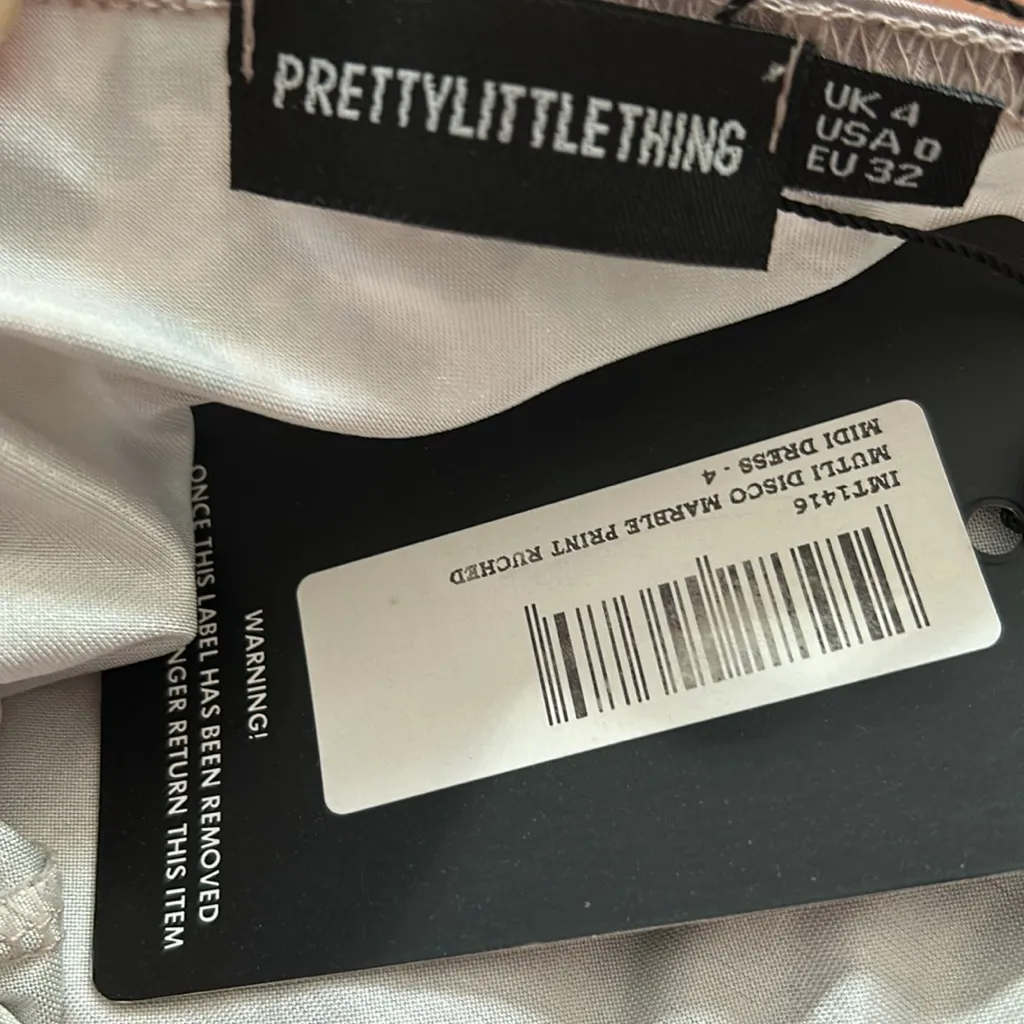 PRETTYLITTLETHING
UK 4
USA 0
EU 32
IMT1416
MUTLI DISCO MARBLE PRINT RUCHED
MIDI DRESS - 4
WARNING!
ONCE THIS LABEL HAS BEEN REMOVED
RETURN THIS ITEM